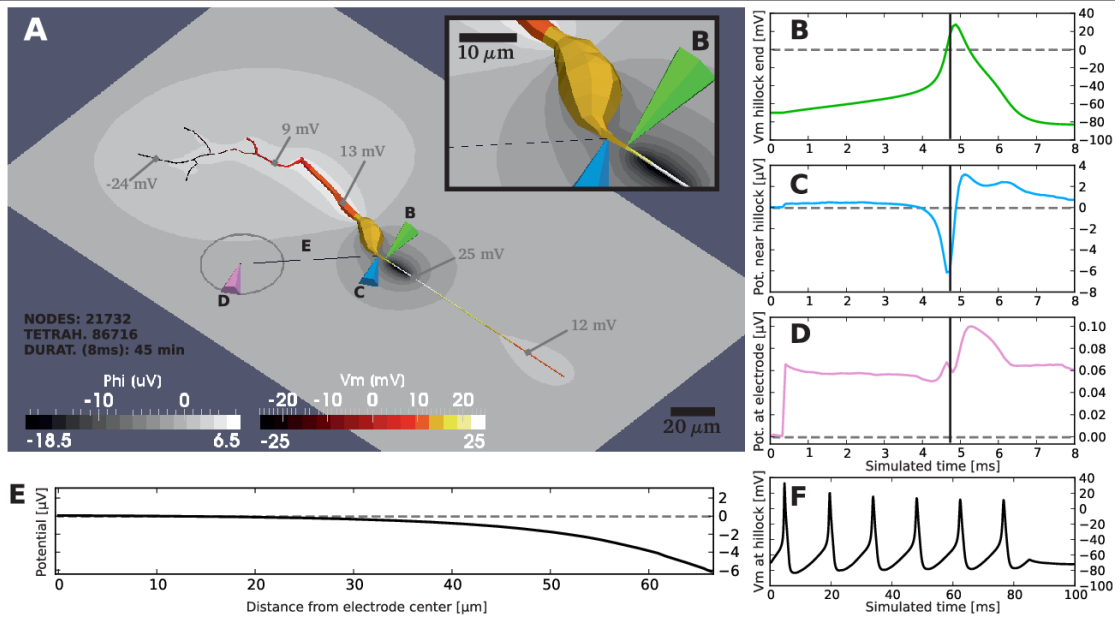 A
10 µm
B
9 mV
13 mV
-24 mV
B
E
25 mV
D
C
NODES: 21732
TETRAH. 86716
DURAT. (8ms): 45 min
12 mV
Phi (uV)
-10 0
-18.5 6.5
Vm (mV)
-20 -10 0 10 20
-25 25
20 µm
B
Vm hillock end [mV]
40
20
0
−20
−40
−60
−80
−100
0 1 2 3 4 5 6 7 8
C
Pot. near hillock [µV]
4
2
0
−2
−4
−6
−8
0 1 2 3 4 5 6 7 8
D
Pot. at electrode [µV]
0.10
0.08
0.06
0.04
0.02
0.00
0 1 2 3 4 5 6 7 8
Simulated time [ms]
E
Potential [µV]
2
0
−2
−4
−6
0 10 20 30 40 50 60
Distance from electrode center [µm]
F
Vm at hillock [mV]
40
20
0
−20
−40
−60
−80
−100
0 20 40 60 80 100
Simulated time [ms]